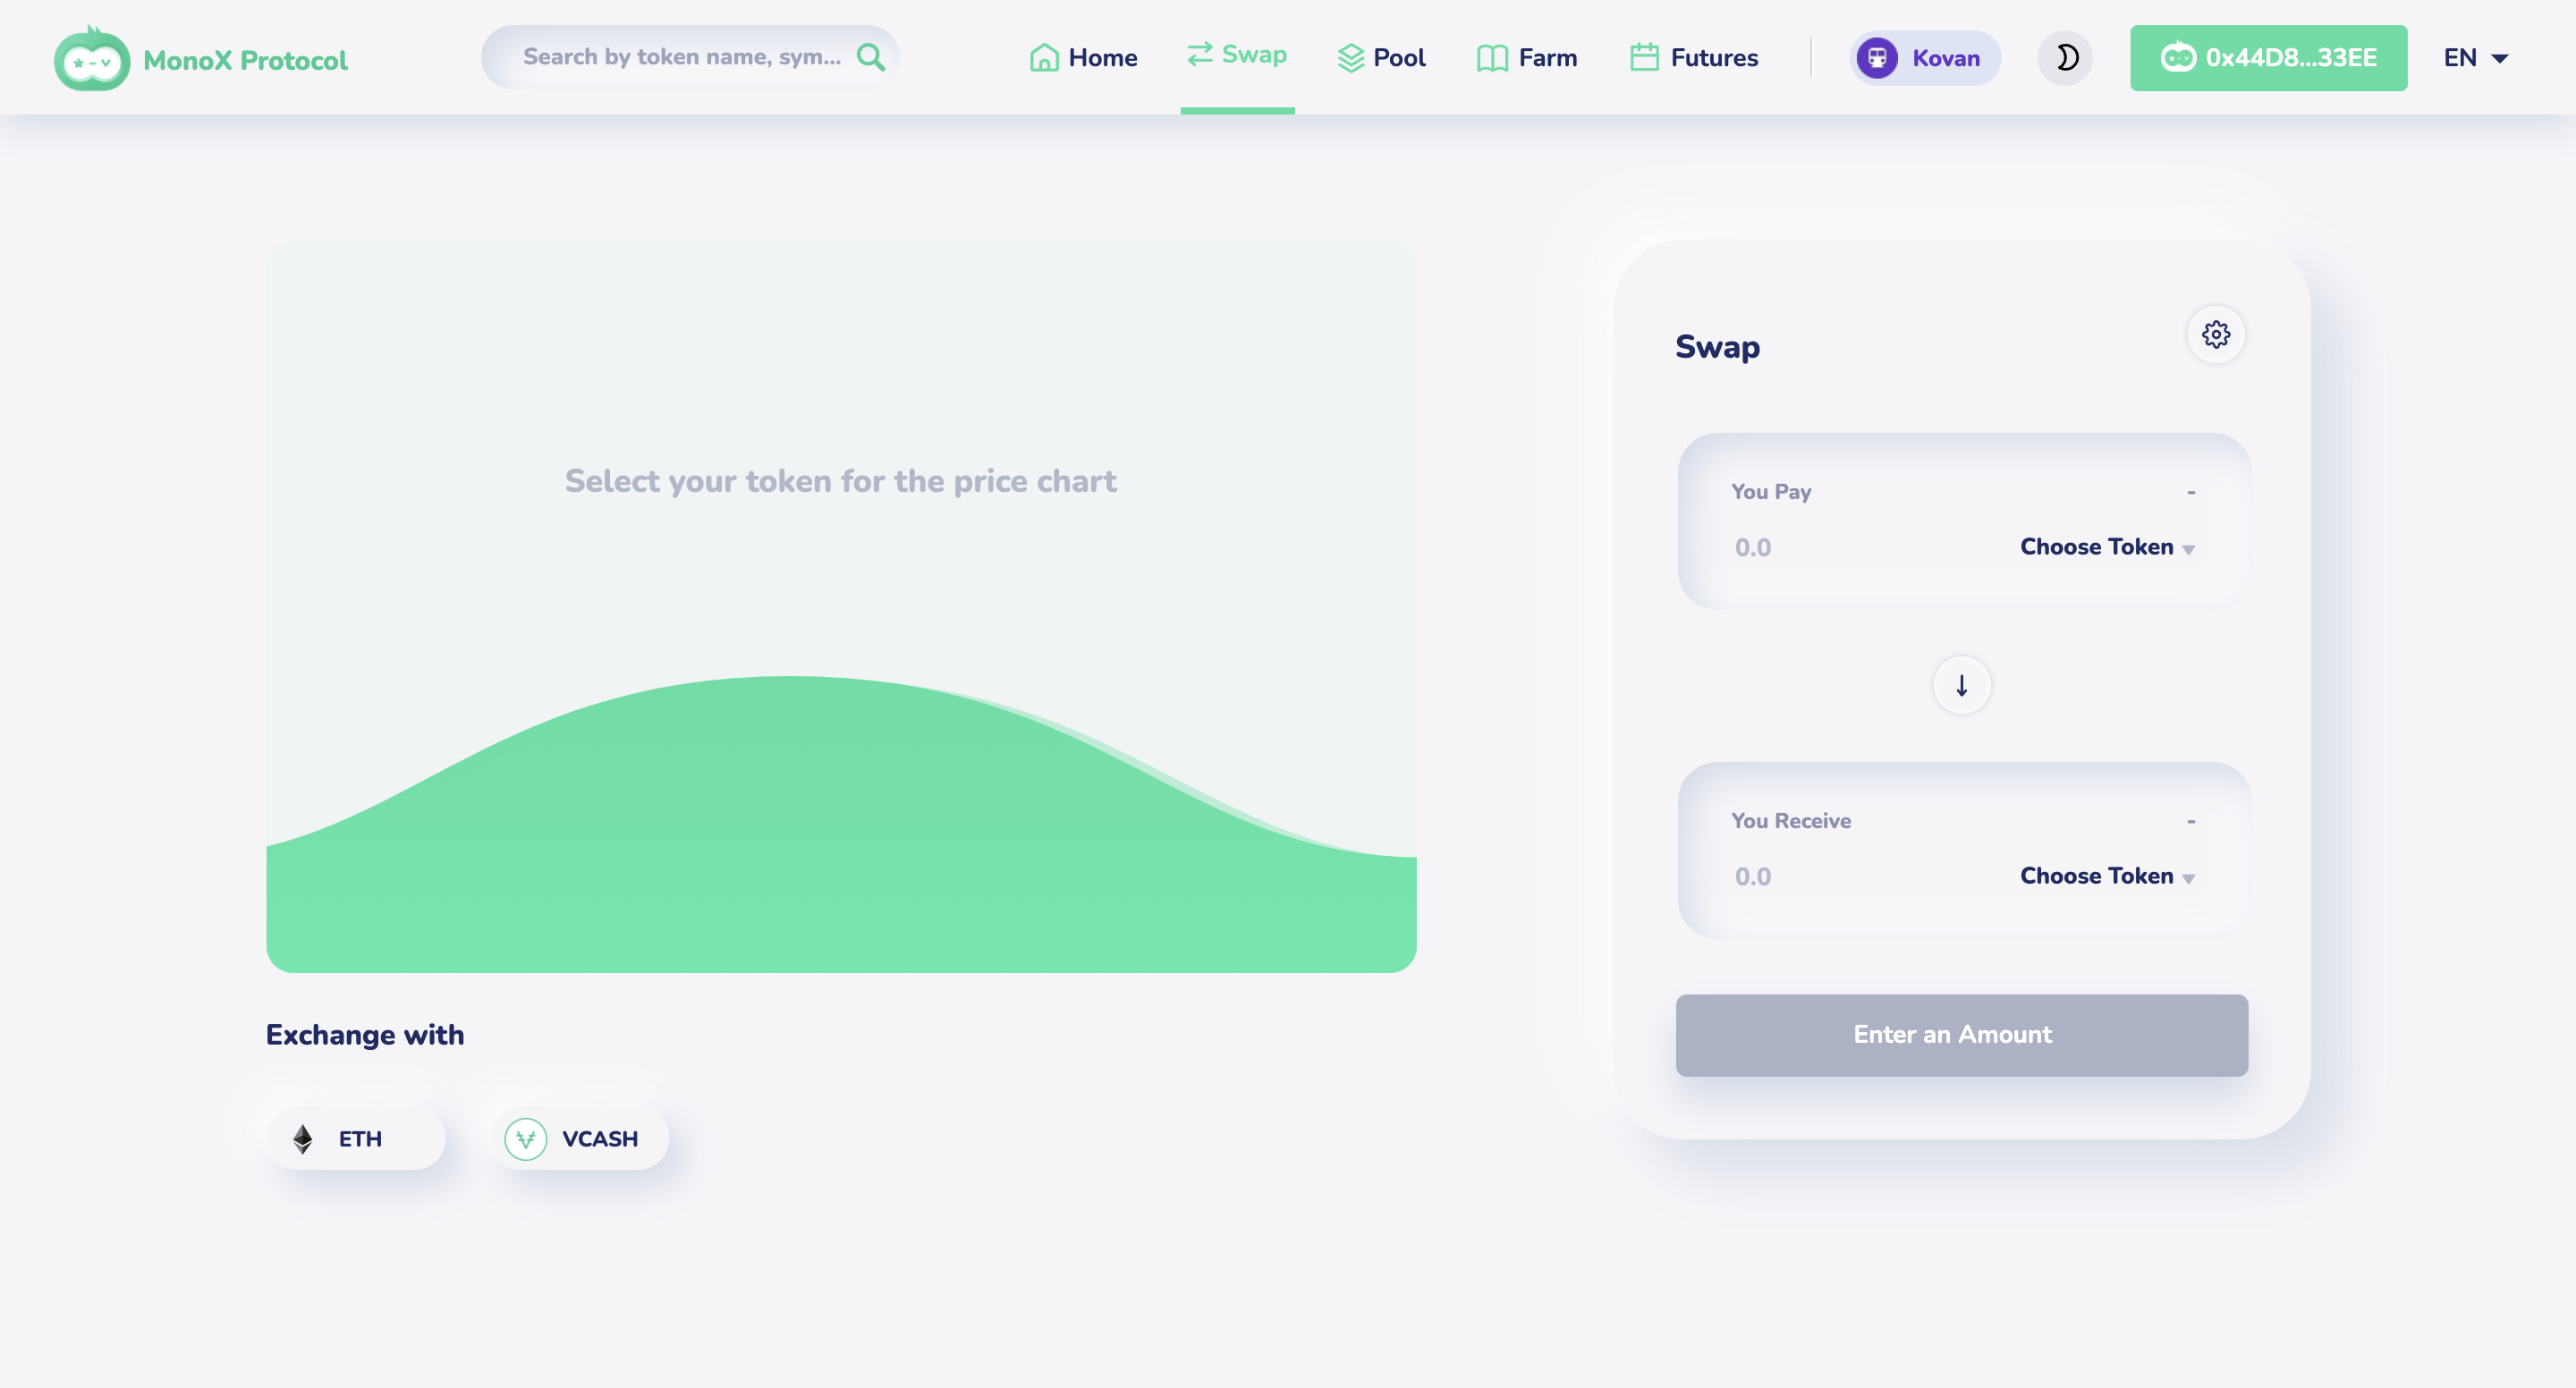 MonoX Protocol
Search by token name, sym...
Home
Swap
Pool
Farm
Futures
Kovan
0x44D8...33EE
EN
Select your token for the price chart
Exchange with
ETH
VCASH
Swap
You Pay -
0.0 Choose Token
You Receive -
0.0 Choose Token
Enter an Amount